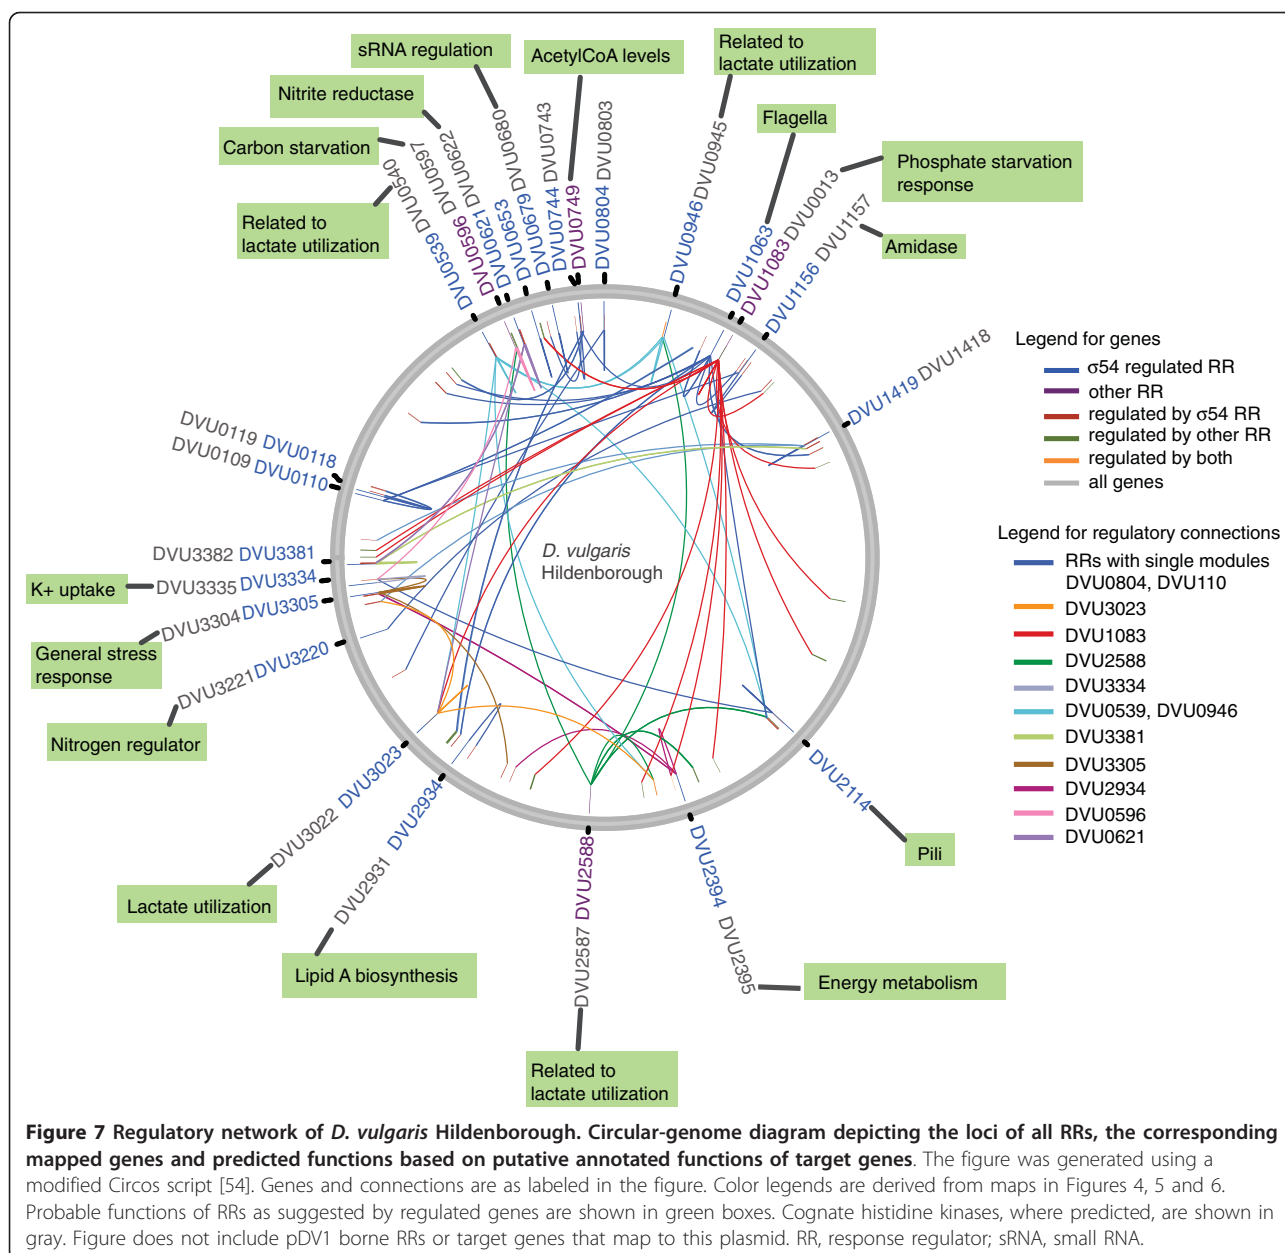 sRNA regulation
AcetylCoA levels
Related to
lactate utilization
Nitrite reductase
Flagella
Carbon starvation
Phosphate starvation
response
Related to
lactate utilization
Amidase
DVU0540
DVU0539
DVU0597
DVU0596
DVU0622
DVU0621
DVU0653
DVU0680
DVU0679
DVU0743
DVU0744
DVU0749
DVU0803
DVU0804
DVU0945
DVU0946
DVU1063
DVU0013
DVU1083
DVU1157
DVU1156
DVU1419 DVU1418
DVU0119 DVU0118
DVU0109 DVU0110
DVU3382 DVU3381
K+ uptake
DVU3335 DVU3334
DVU3304 DVU3305
General stress
response
DVU3221 DVU3220
Nitrogen regulator
DVU3022 DVU3023
Lactate utilization
DVU2931 DVU2934
Lipid A biosynthesis
DVU2587 DVU2588
Related to
lactate utilization
DVU2394 DVU2395
Energy metabolism
DVU2114
Pili
D. vulgaris
Hildenborough
Legend for genes
σ54 regulated RR
other RR
regulated by σ54 RR
regulated by other RR
regulated by both
all genes
Legend for regulatory connections
RRs with single modules
DVU0804, DVU110
DVU3023
DVU1083
DVU2588
DVU3334
DVU0539, DVU0946
DVU3381
DVU3305
DVU2934
DVU0596
DVU0621
Figure 7 Regulatory network of D. vulgaris Hildenborough. Circular-genome diagram depicting the loci of all RRs, the corresponding
mapped genes and predicted functions based on putative annotated functions of target genes. The figure was generated using a
modified Circos script [54]. Genes and connections are as labeled in the figure. Color legends are derived from maps in Figures 4, 5 and 6.
Probable functions of RRs as suggested by regulated genes are shown in green boxes. Cognate histidine kinases, where predicted, are shown in
gray. Figure does not include pDV1 borne RRs or target genes that map to this plasmid. RR, response regulator; sRNA, small RNA.